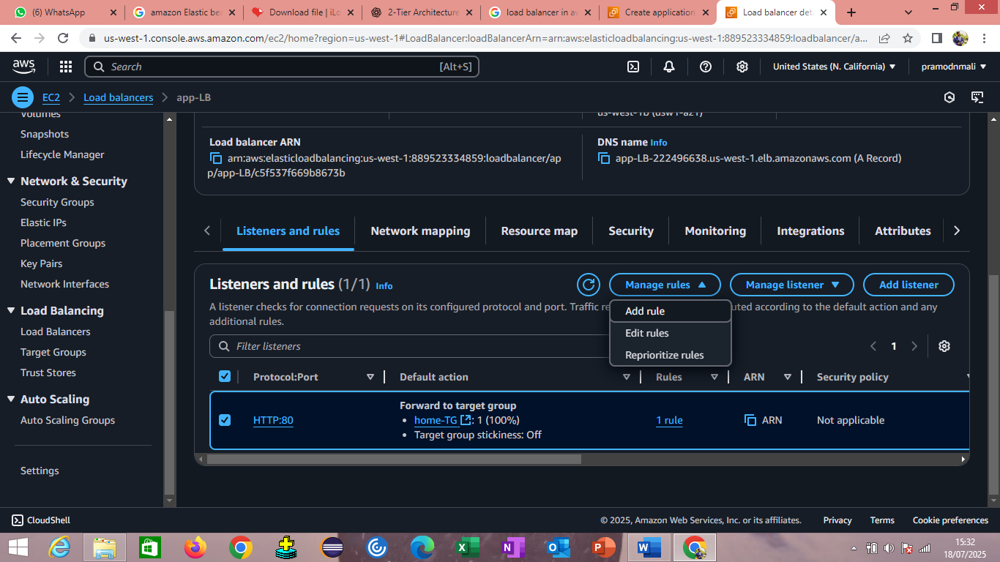 (6) WhatsApp
amazon Elastic be
Download file | iLo
2-Tier Architecture
load balancer in aw
Create application
Load balancer deta
us-west-1.console.aws.amazon.com/ec2/home?region=us-west-1#LoadBalancer:loadBalancerArn=arn:aws:elasticloadbalancing:us-west-1:889523334859:loadbalancer/a...
aws
Search
[Alt+S]
United States (N. California)
pramodnmali
EC2
Load balancers
app-LB
Volumes
Snapshots
Lifecycle Manager
Network & Security
Security Groups
Elastic IPs
Placement Groups
Key Pairs
Network Interfaces
Load Balancing
Load Balancers
Target Groups
Trust Stores
Auto Scaling
Auto Scaling Groups
Settings
us-west-1b (usw1-az1)
Load balancer ARN
arn:aws:elasticloadbalancing:us-west-1:889523334859:loadbalancer/ap
p/app-LB/c5f537f669b8673b
DNS name Info
app-LB-222496638.us-west-1.elb.amazonaws.com (A Record)
Listeners and rules
Network mapping
Resource map
Security
Monitoring
Integrations
Attributes
Listeners and rules (1/1) Info
Manage rules
Manage listener
Add listener
A listener checks for connection requests on its configured protocol and port. Traffic re
uted according to the default action and any
additional rules.
Add rule
Edit rules
Reprioritize rules
Filter listeners
1
Protocol:Port
Default action
Rules
ARN
Security policy
HTTP:80
Forward to target group
• home-TG : 1 (100%)
• Target group stickiness: Off
1 rule
ARN
Not applicable
CloudShell
© 2025, Amazon Web Services, Inc. or its affiliates.
Privacy
Terms
Cookie preferences
15:32
18/07/2025